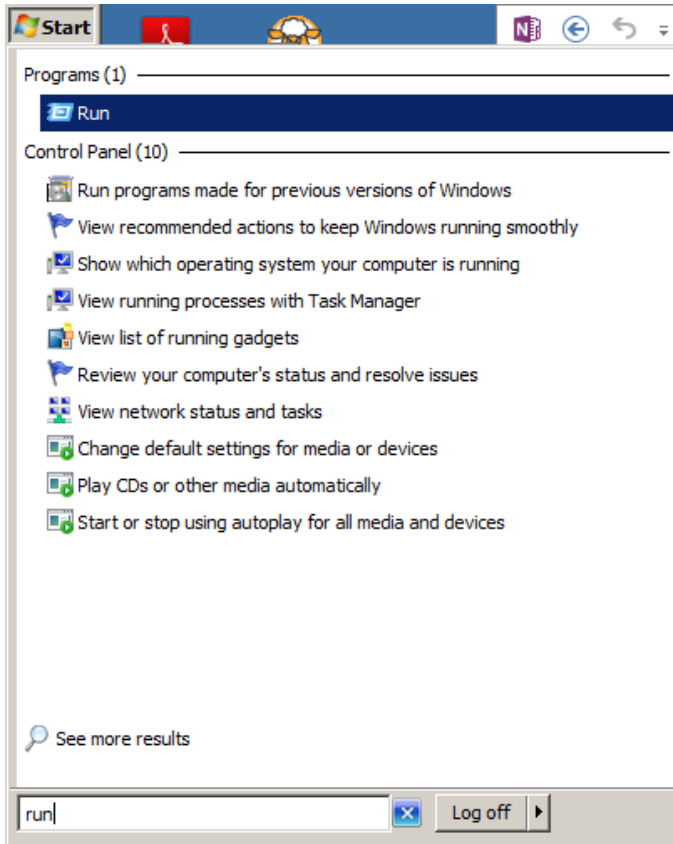 Start
Programs (1)
Run
Control Panel (10)
Run programs made for previous versions of Windows
View recommended actions to keep Windows running smoothly
Show which operating system your computer is running
View running processes with Task Manager
View list of running gadgets
Review your computer's status and resolve issues
View network status and tasks
Change default settings for media or devices
Play CDs or other media automatically
Start or stop using autoplay for all media and devices
See more results
run
Log off